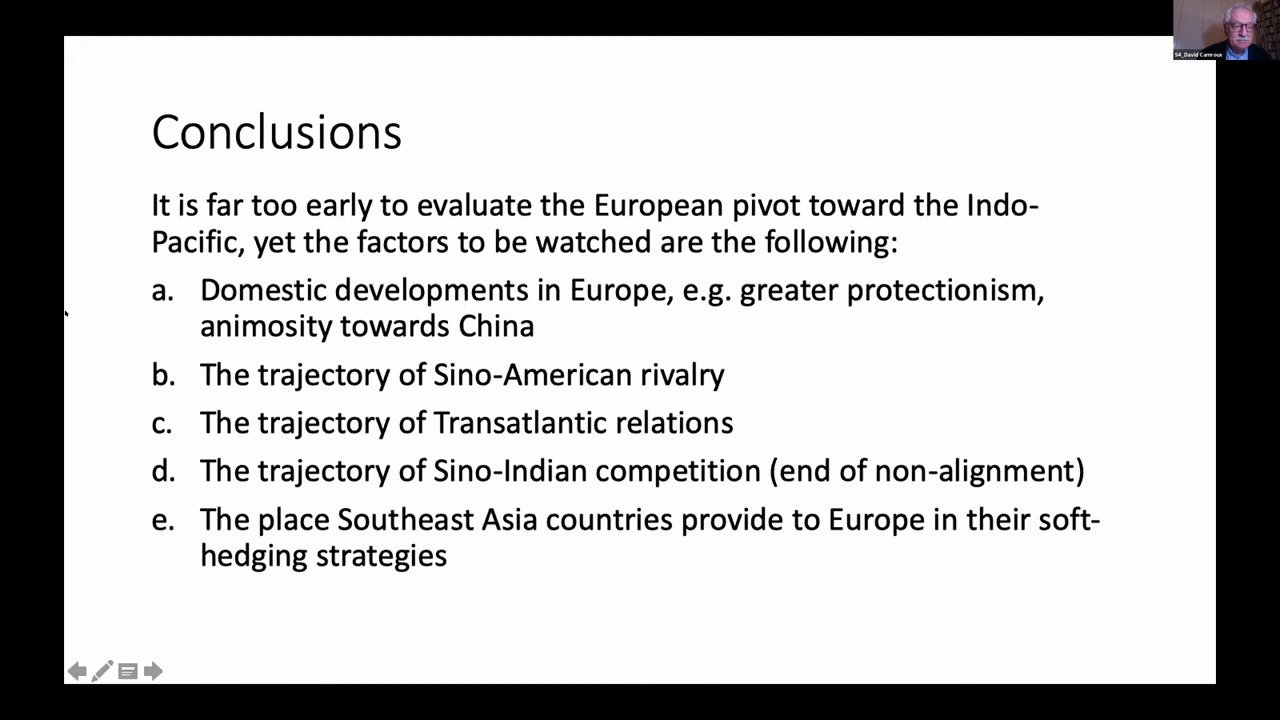 S4_David Camroux
Conclusions
It is far too early to evaluate the European pivot toward the Indo-
Pacific, yet the factors to be watched are the following:
a. Domestic developments in Europe, e.g. greater protectionism,
animosity towards China
b. The trajectory of Sino-American rivalry
c. The trajectory of Transatlantic relations
d. The trajectory of Sino-Indian competition (end of non-alignment)
e. The place Southeast Asia countries provide to Europe in their soft-
hedging strategies